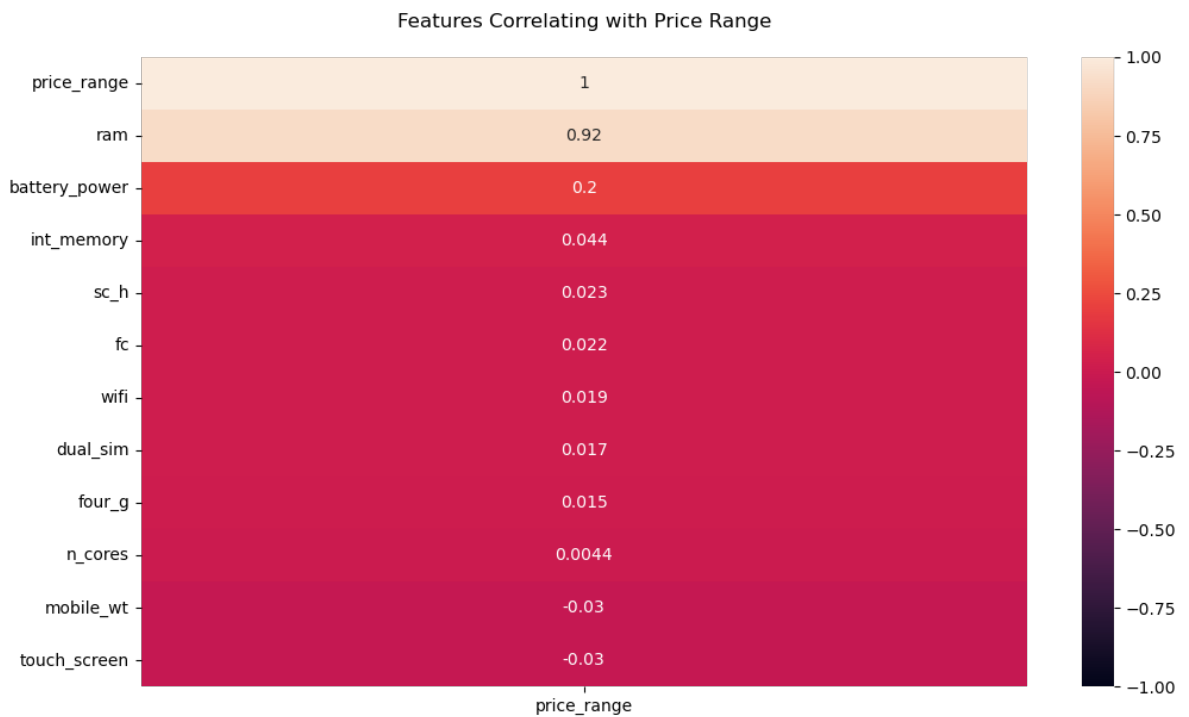 Features Correlating with Price Range
price_range 1
ram 0.92
battery_power 0.2
int_memory 0.044
sc_h 0.023
fc 0.022
wifi 0.019
dual_sim 0.017
four_g 0.015
n_cores 0.0044
mobile_wt -0.03
touch_screen -0.03
price_range
1.00
0.75
0.50
0.25
0.00
−0.25
−0.50
−0.75
−1.00